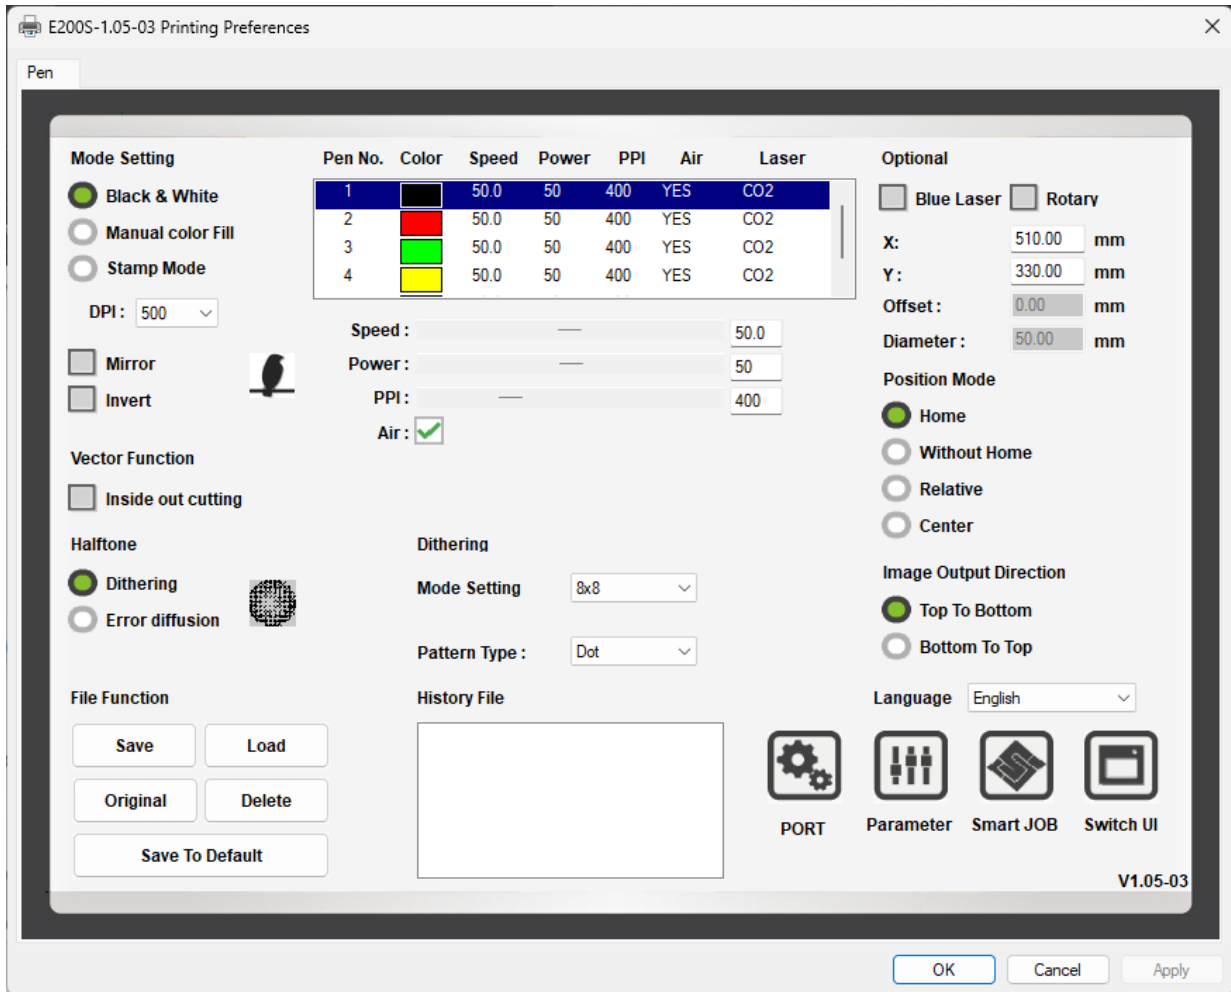 E200S-1.05-03 Printing Preferences
Pen
Mode Setting
Black & White
Manual color Fill
Stamp Mode
DPI : 500
Mirror
Invert
Vector Function
Inside out cutting
Halftone
Dithering
Error diffusion
File Function
Save Load
Original Delete
Save To Default
Pen No. Color Speed Power PPI Air Laser
1 50.0 50 400 YES CO2
2 50.0 50 400 YES CO2
3 50.0 50 400 YES CO2
4 50.0 50 400 YES CO2
Speed : 50.0
Power : 50
PPI : 400
Air :
Dithering
Mode Setting 8x8
Pattern Type : Dot
History File
Optional
Blue Laser Rotary
X: 510.00 mm
Y : 330.00 mm
Offset : 0.00 mm
Diameter : 50.00 mm
Position Mode
Home
Without Home
Relative
Center
Image Output Direction
Top To Bottom
Bottom To Top
Language English
PORT Parameter Smart JOB Switch UI
V1.05-03
OK Cancel Apply